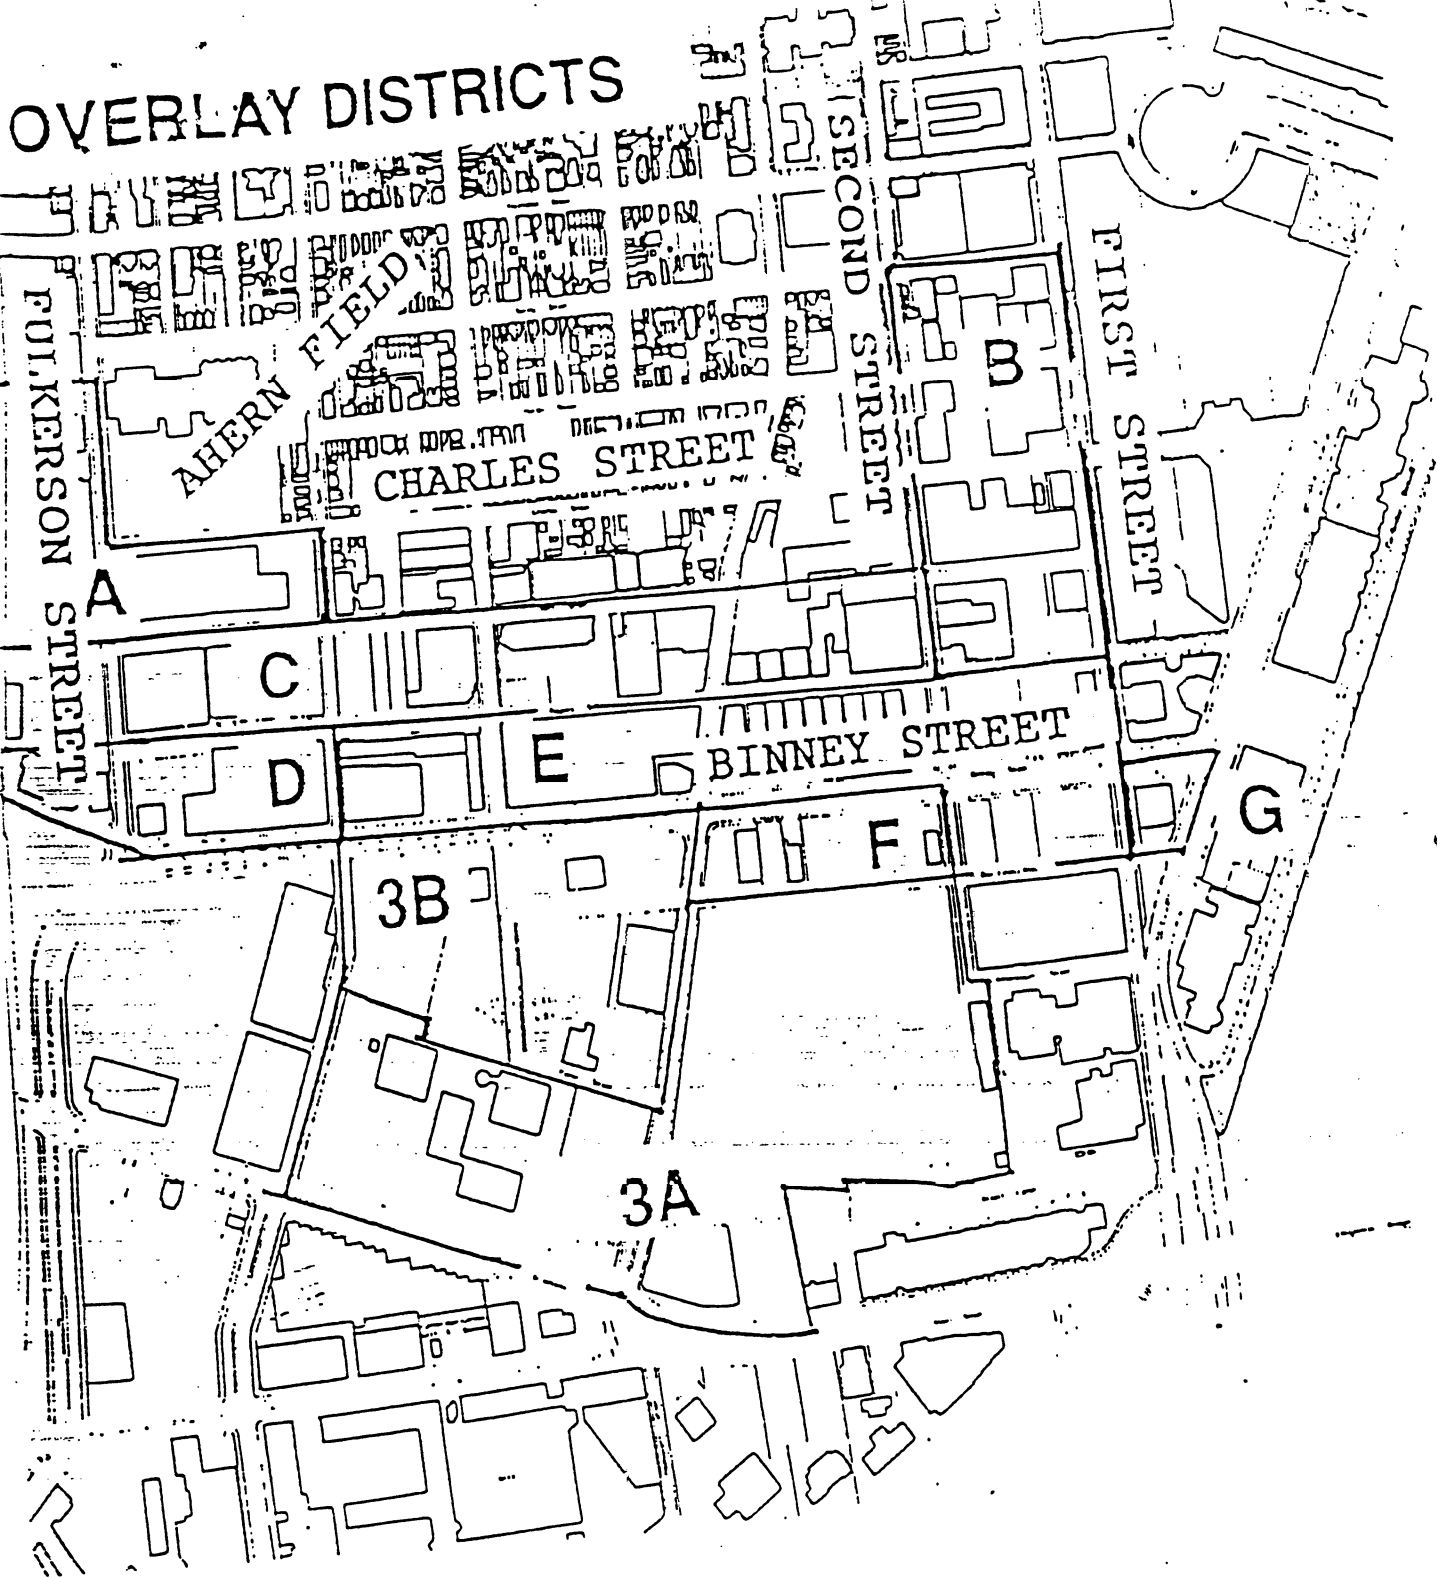 OVERLAY DISTRICTS
SECOND STREET
FIRST STREET
FULKERSON STREET
AHERN FIELD
B
CHARLES STREET
A
C
D
E
BINNEY STREET
F
G
3B
3A